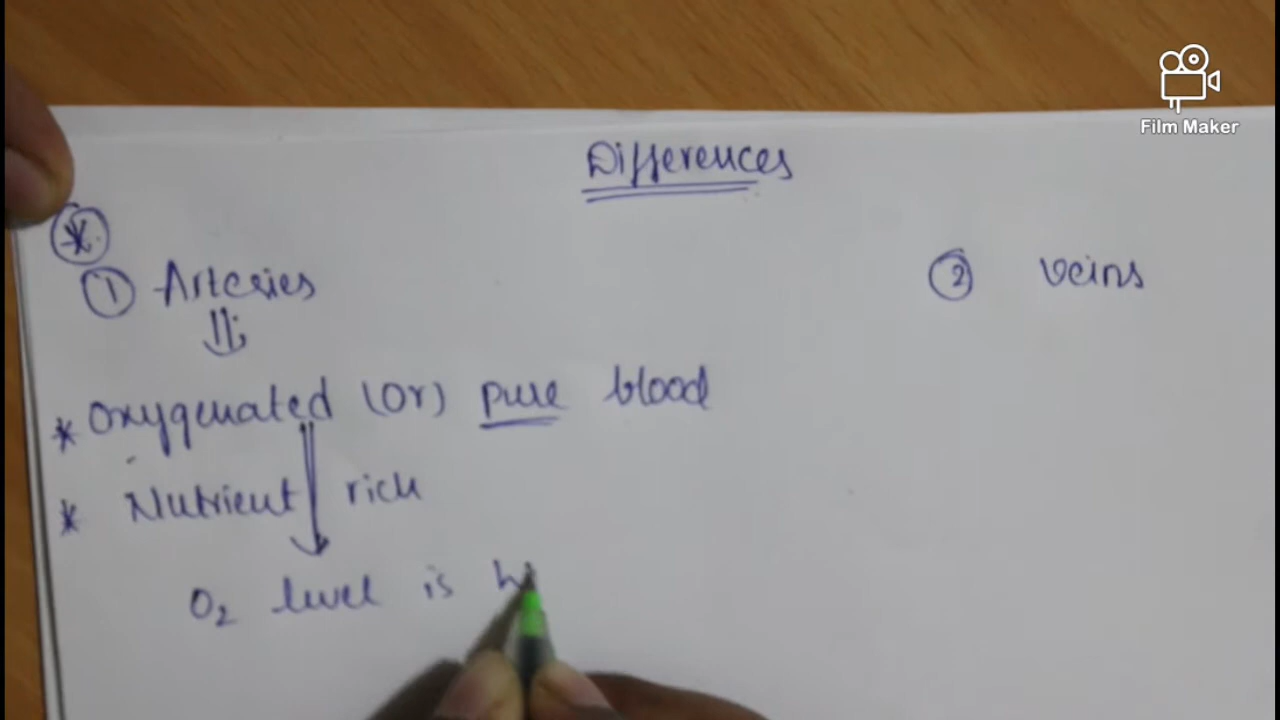 Film Maker
Differences
*
1 Arteries
2 Veins
* Oxygenated (Or) pure blood
* Nutrient rich
O2 level is